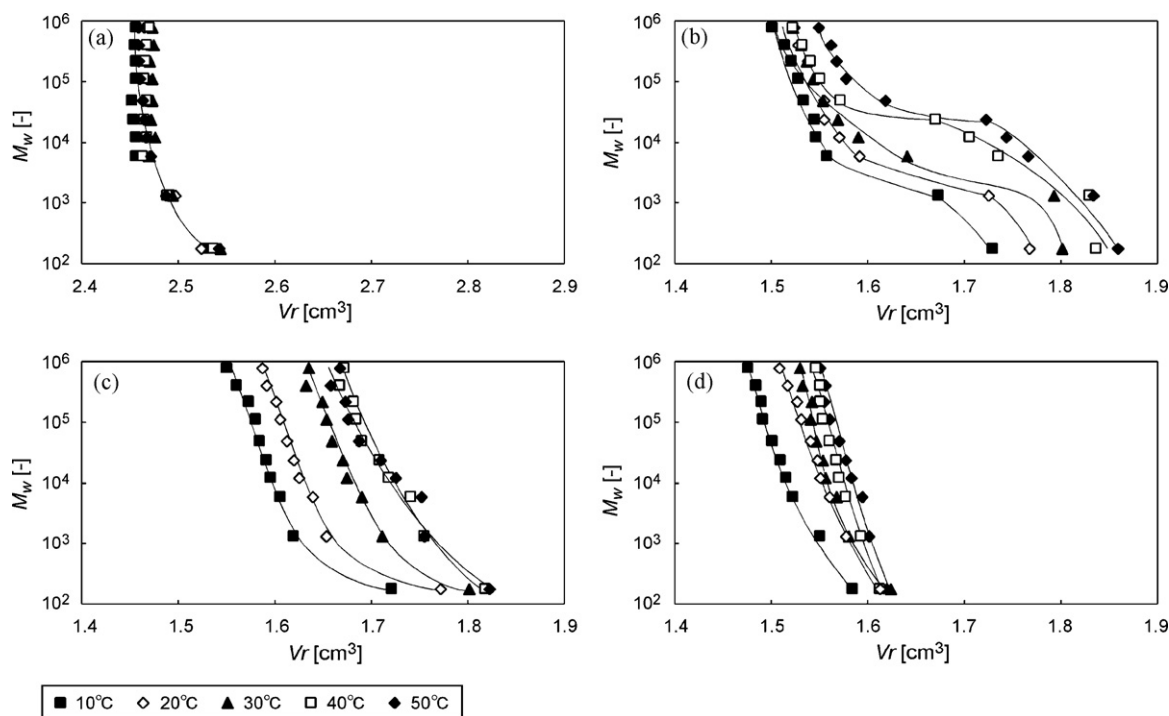 (a)
M_w [-]
10⁶
10⁵
10⁴
10³
10²
2.4 2.5 2.6 2.7 2.8 2.9
Vr [cm³]
(b)
M_w [-]
10⁶
10⁵
10⁴
10³
10²
1.4 1.5 1.6 1.7 1.8 1.9
Vr [cm³]
(c)
M_w [-]
10⁶
10⁵
10⁴
10³
10²
1.4 1.5 1.6 1.7 1.8 1.9
Vr [cm³]
(d)
M_w [-]
10⁶
10⁵
10⁴
10³
10²
1.4 1.5 1.6 1.7 1.8 1.9
Vr [cm³]
10°C 20°C 30°C 40°C 50°C